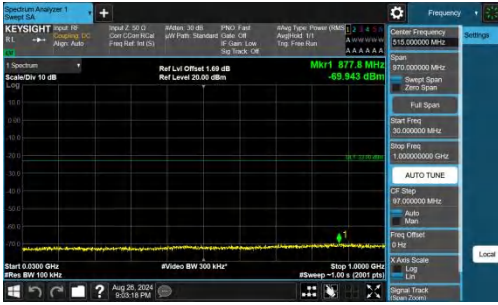 Spectrum Analyzer 1
Swept SA
+
Frequency
KEYSIGHT
Input: RF
Coupling: DC
Align: Auto
Input Z: 50 Ω
Corr CCorr RCal
Freq Ref: Int (S)
#Atten: 30 dB
µW Path: Standard
PNO: Fast
Gate: Off
IF Gain: Low
Sig Track: Off
#Avg Type: Power (RMS)
Avg|Hold: 1/1
Trig: Free Run
1 2 3 4 5 6
A W W W W W
A A A A A A
Center Frequency
515.000000 MHz
Settings
1 Spectrum
Scale/Div 10 dB
Ref Lvl Offset 1.69 dB
Ref Level 20.00 dBm
Mkr1 877.8 MHz
-69.943 dBm
Span
970.000000 MHz
Swept Span
Zero Span
Full Span
Log
10.0
0.00
-10.0
-20.0
-30.0
-40.0
-50.0
-60.0
-70.0
1
Start Freq
30.000000 MHz
Stop Freq
1.000000000 GHz
AUTO TUNE
CF Step
97.000000 MHz
Auto
Man
Freq Offset
0 Hz
X Axis Scale
Log
Lin
Local
Signal Track
(Span Zoom)
Start 0.0300 GHz
#Res BW 100 kHz
#Video BW 300 kHz*
Stop 1.0000 GHz
#Sweep ~1.00 s (2001 pts)
?
Aug 26, 2024
9:03:18 PM